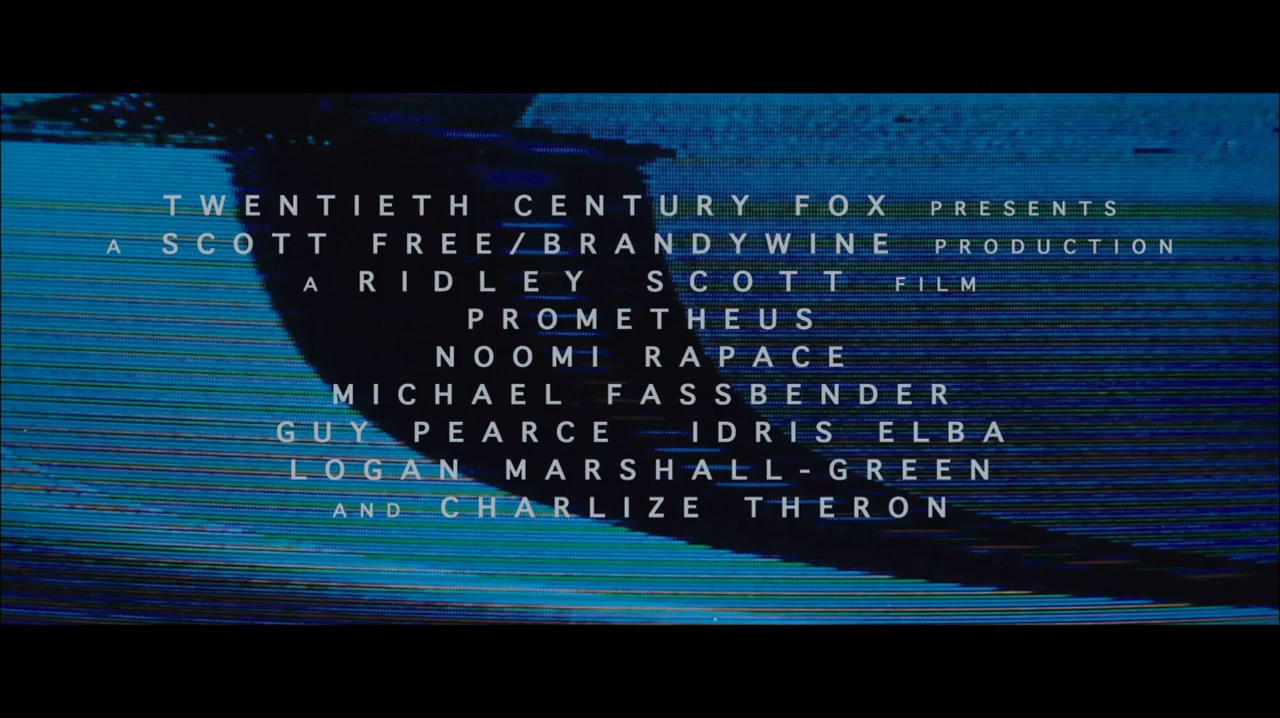 TWENTIETH CENTURY FOX PRESENTS
A SCOTT FREE/BRANDYWINE PRODUCTION
A RIDLEY SCOTT FILM
PROMETHEUS
NOOMI RAPACE
MICHAEL FASSBENDER
GUY PEARCE IDRIS ELBA
LOGAN MARSHALL-GREEN
AND CHARLIZE THERON